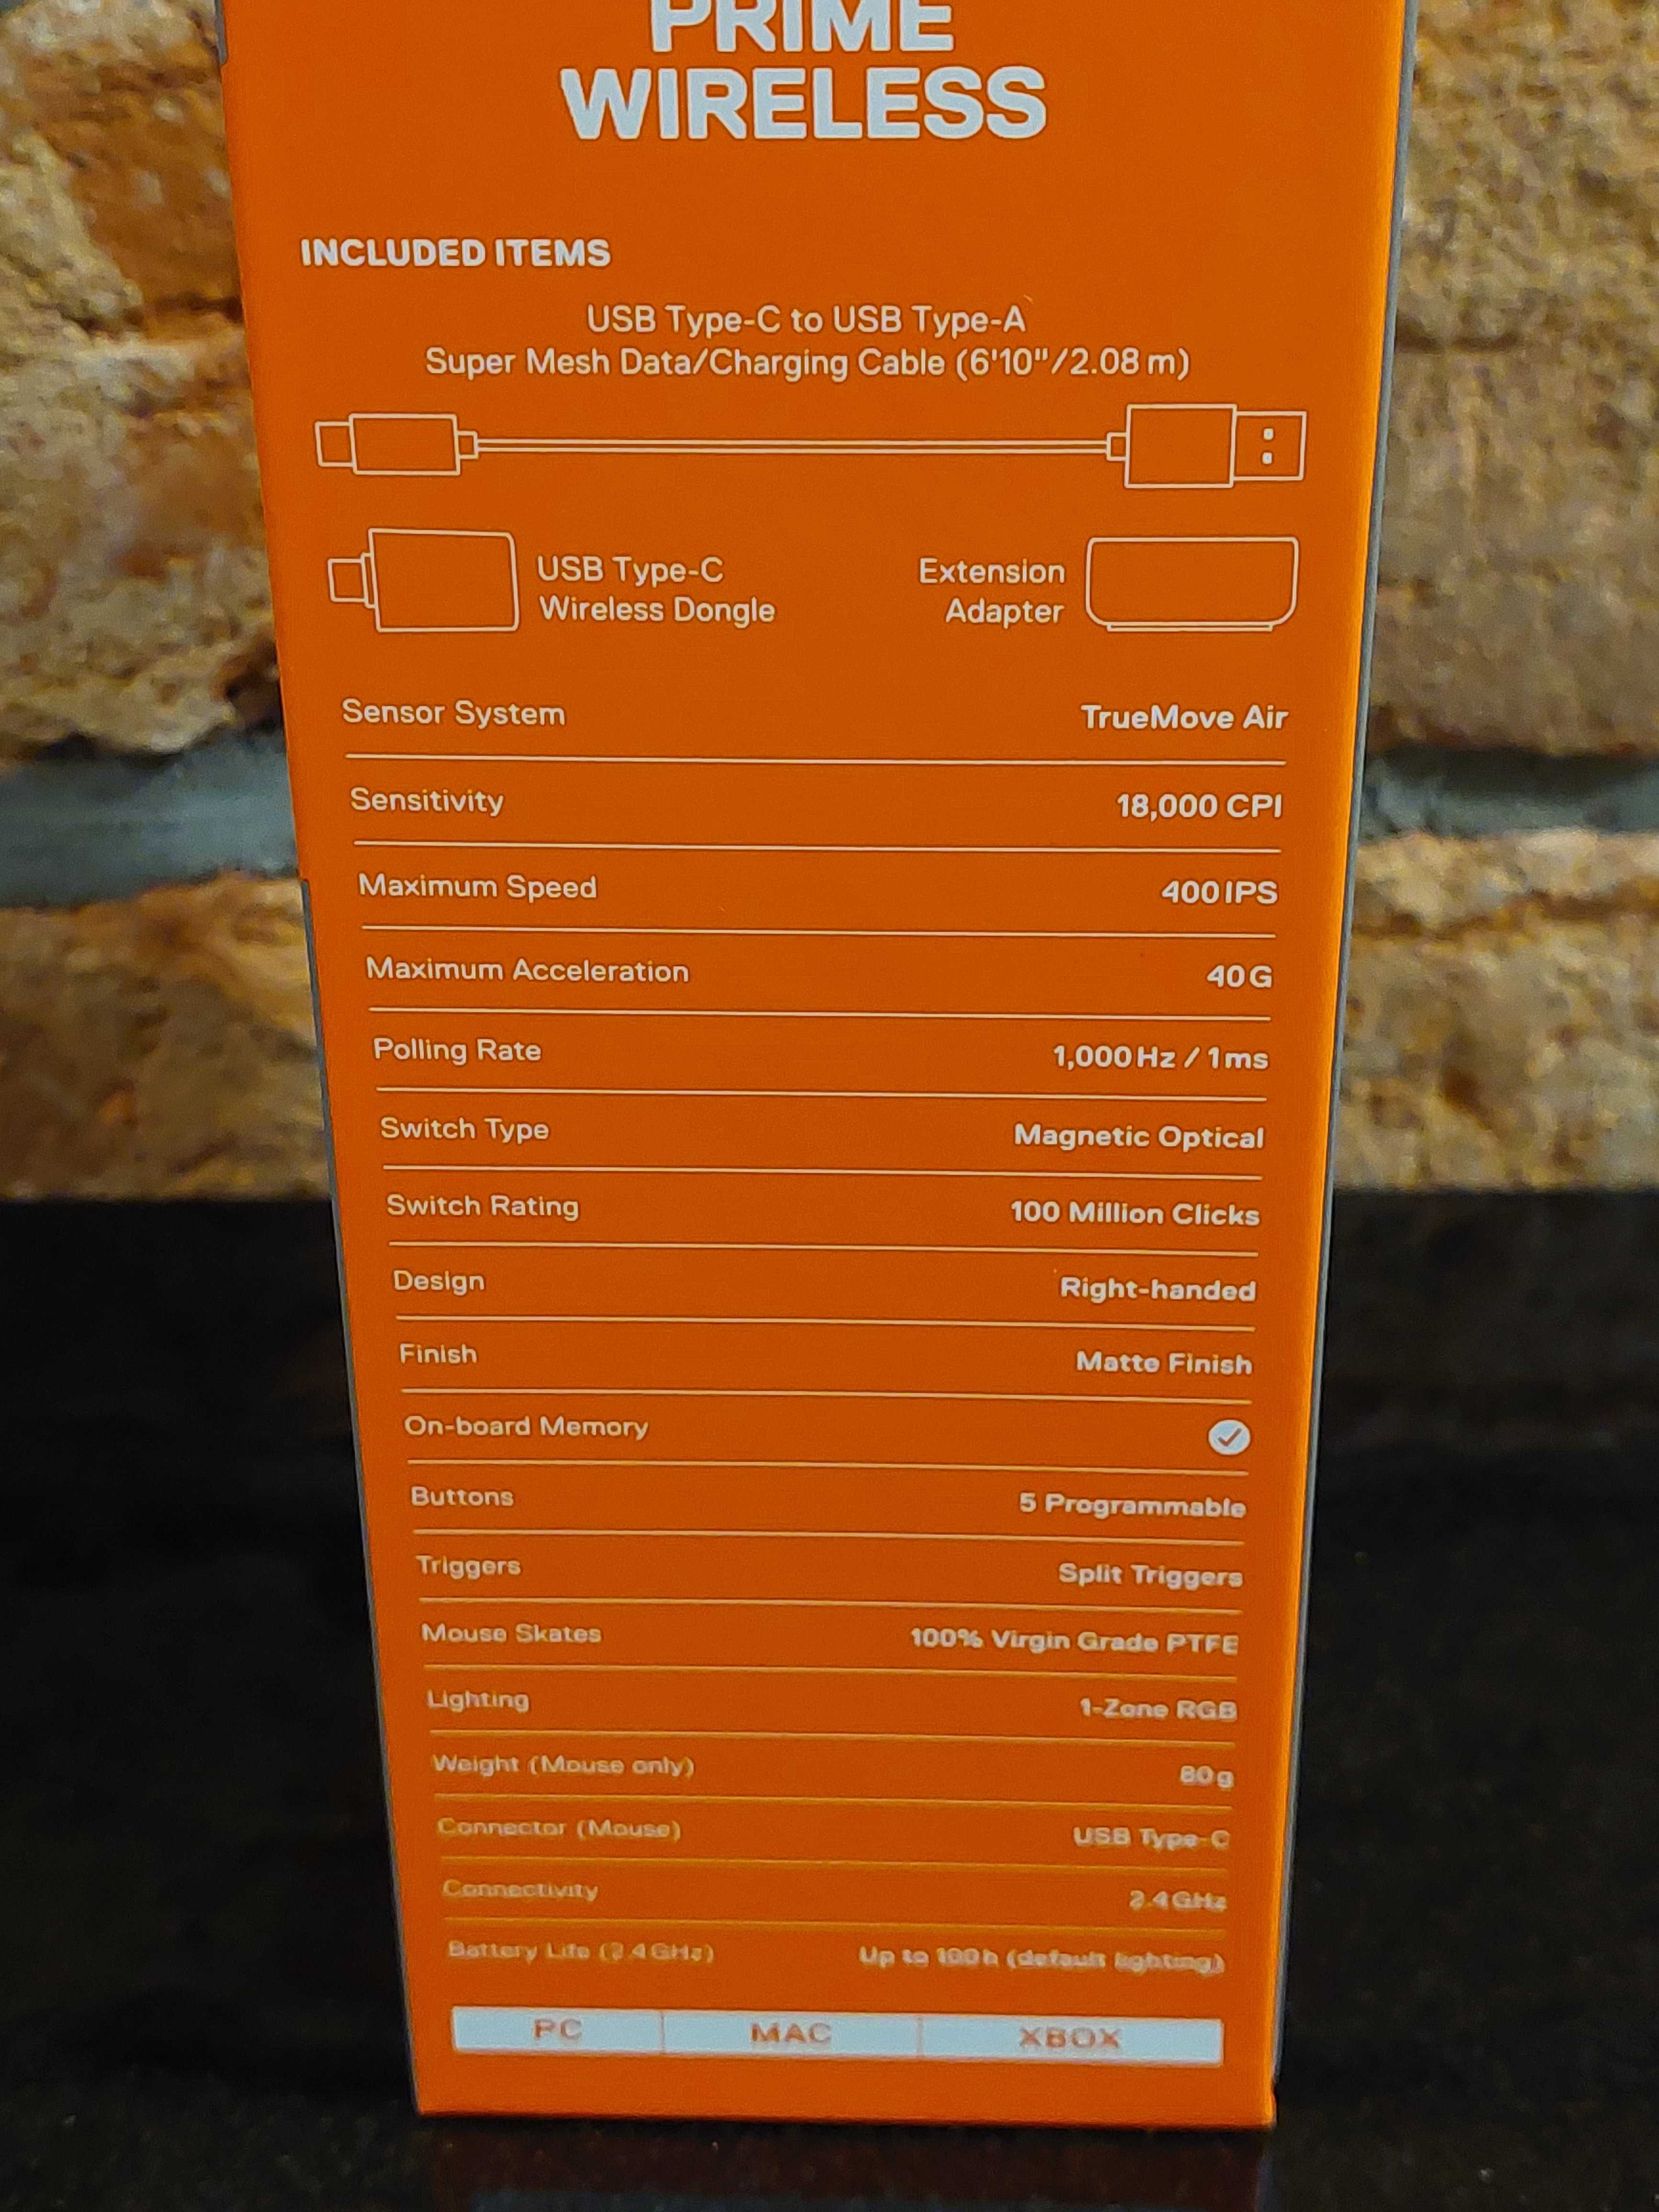 PRIME
WIRELESS
INCLUDED ITEMS
USB Type-C to USB Type-A
Super Mesh Data/Charging Cable (6'10"/2.08 m)
USB Type-C
Wireless Dongle
Extension
Adapter
Sensor System TrueMove Air
Sensitivity 18,000 CPI
Maximum Speed 400 IPS
Maximum Acceleration 40 G
Polling Rate 1,000 Hz / 1 ms
Switch Type Magnetic Optical
Switch Rating 100 Million Clicks
Design Right-handed
Finish Matte Finish
On-board Memory
Buttons 5 Programmable
Triggers Split Triggers
Mouse Skates 100% Virgin Grade PTFE
Lighting 1-Zone RGB
Weight (Mouse only) 80 g
Connector (Mouse) USB Type-C
Connectivity 2.4 GHz
Battery Life (2.4 GHz) Up to 100 h (default lighting)
PC MAC XBOX